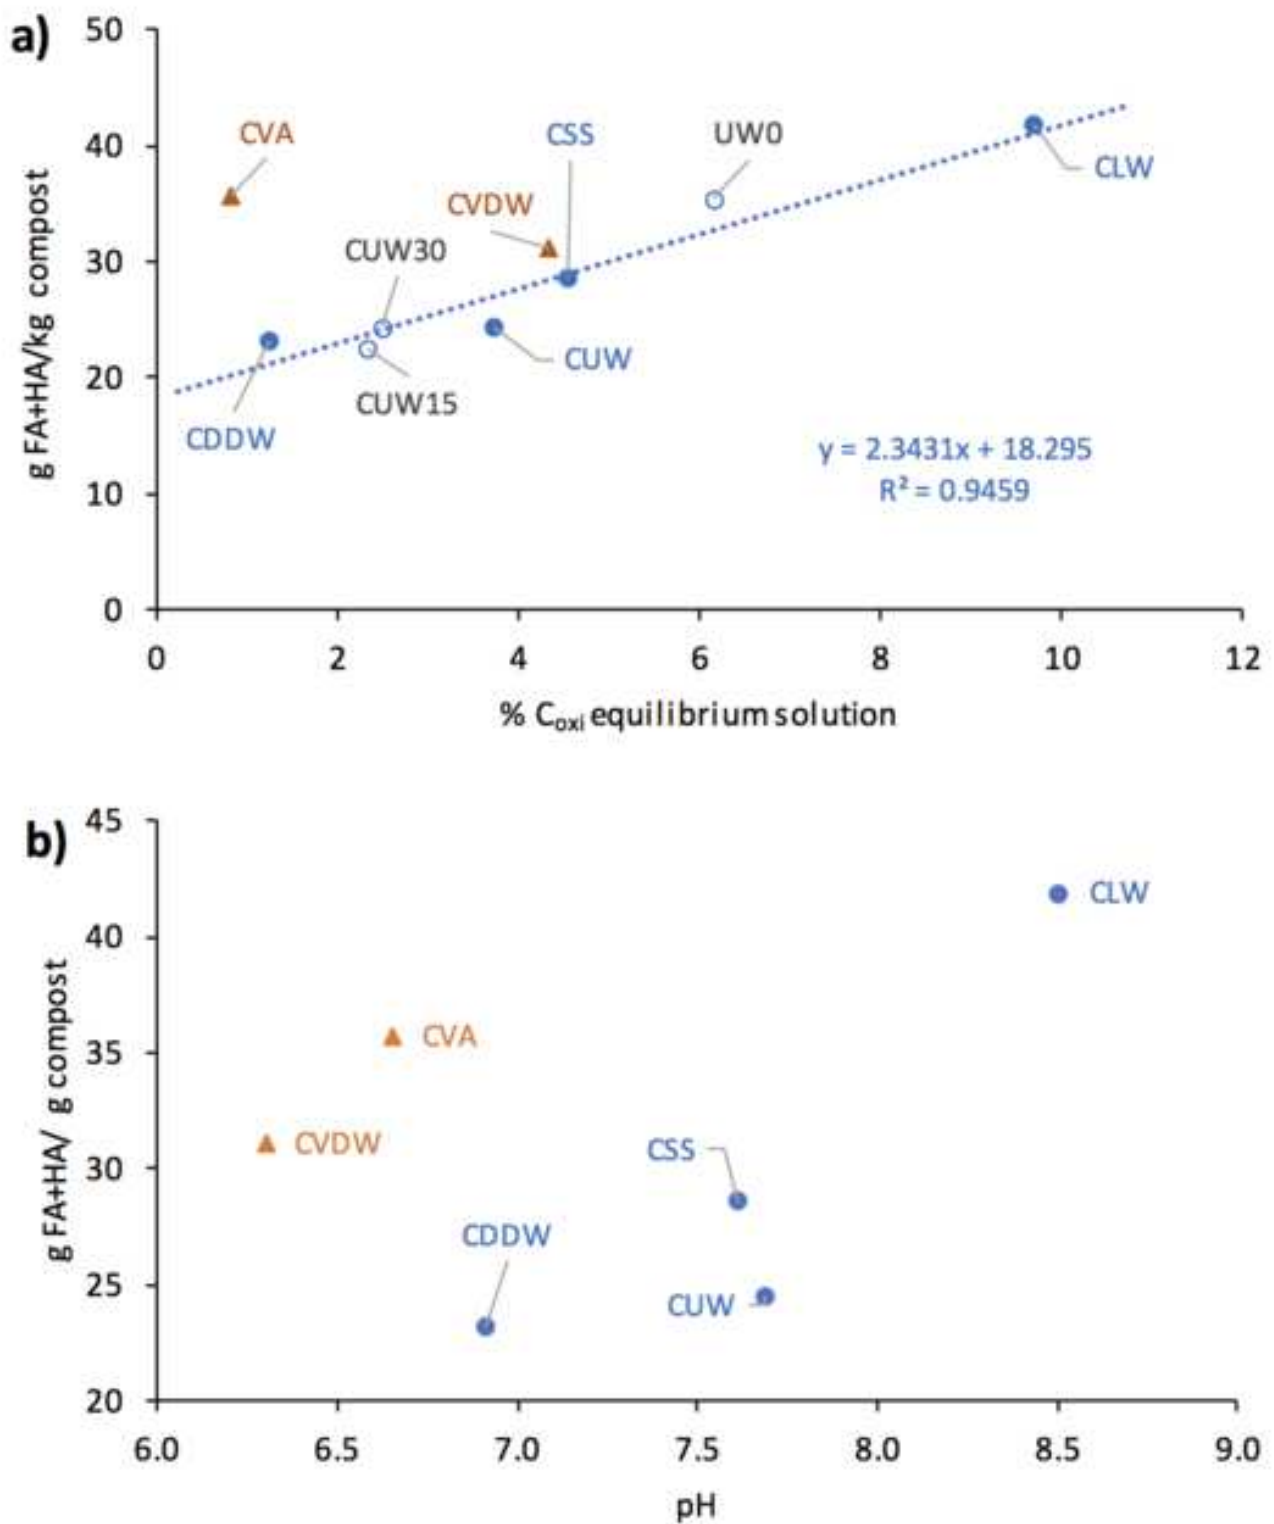 a)
50
40
30
20
10
0
g FA+HA/kg compost
CVA
CSS
UW0
CLW
CVDW
CUW30
CUW
CUW15
CDDW
y = 2.3431x + 18.295
R² = 0.9459
0 2 4 6 8 10 12
% Coxi equilibrium solution
b)
45
40
35
30
25
20
g FA+HA/ g compost
CLW
CVA
CVDW
CSS
CDDW
CUW
6.0 6.5 7.0 7.5 8.0 8.5 9.0
pH